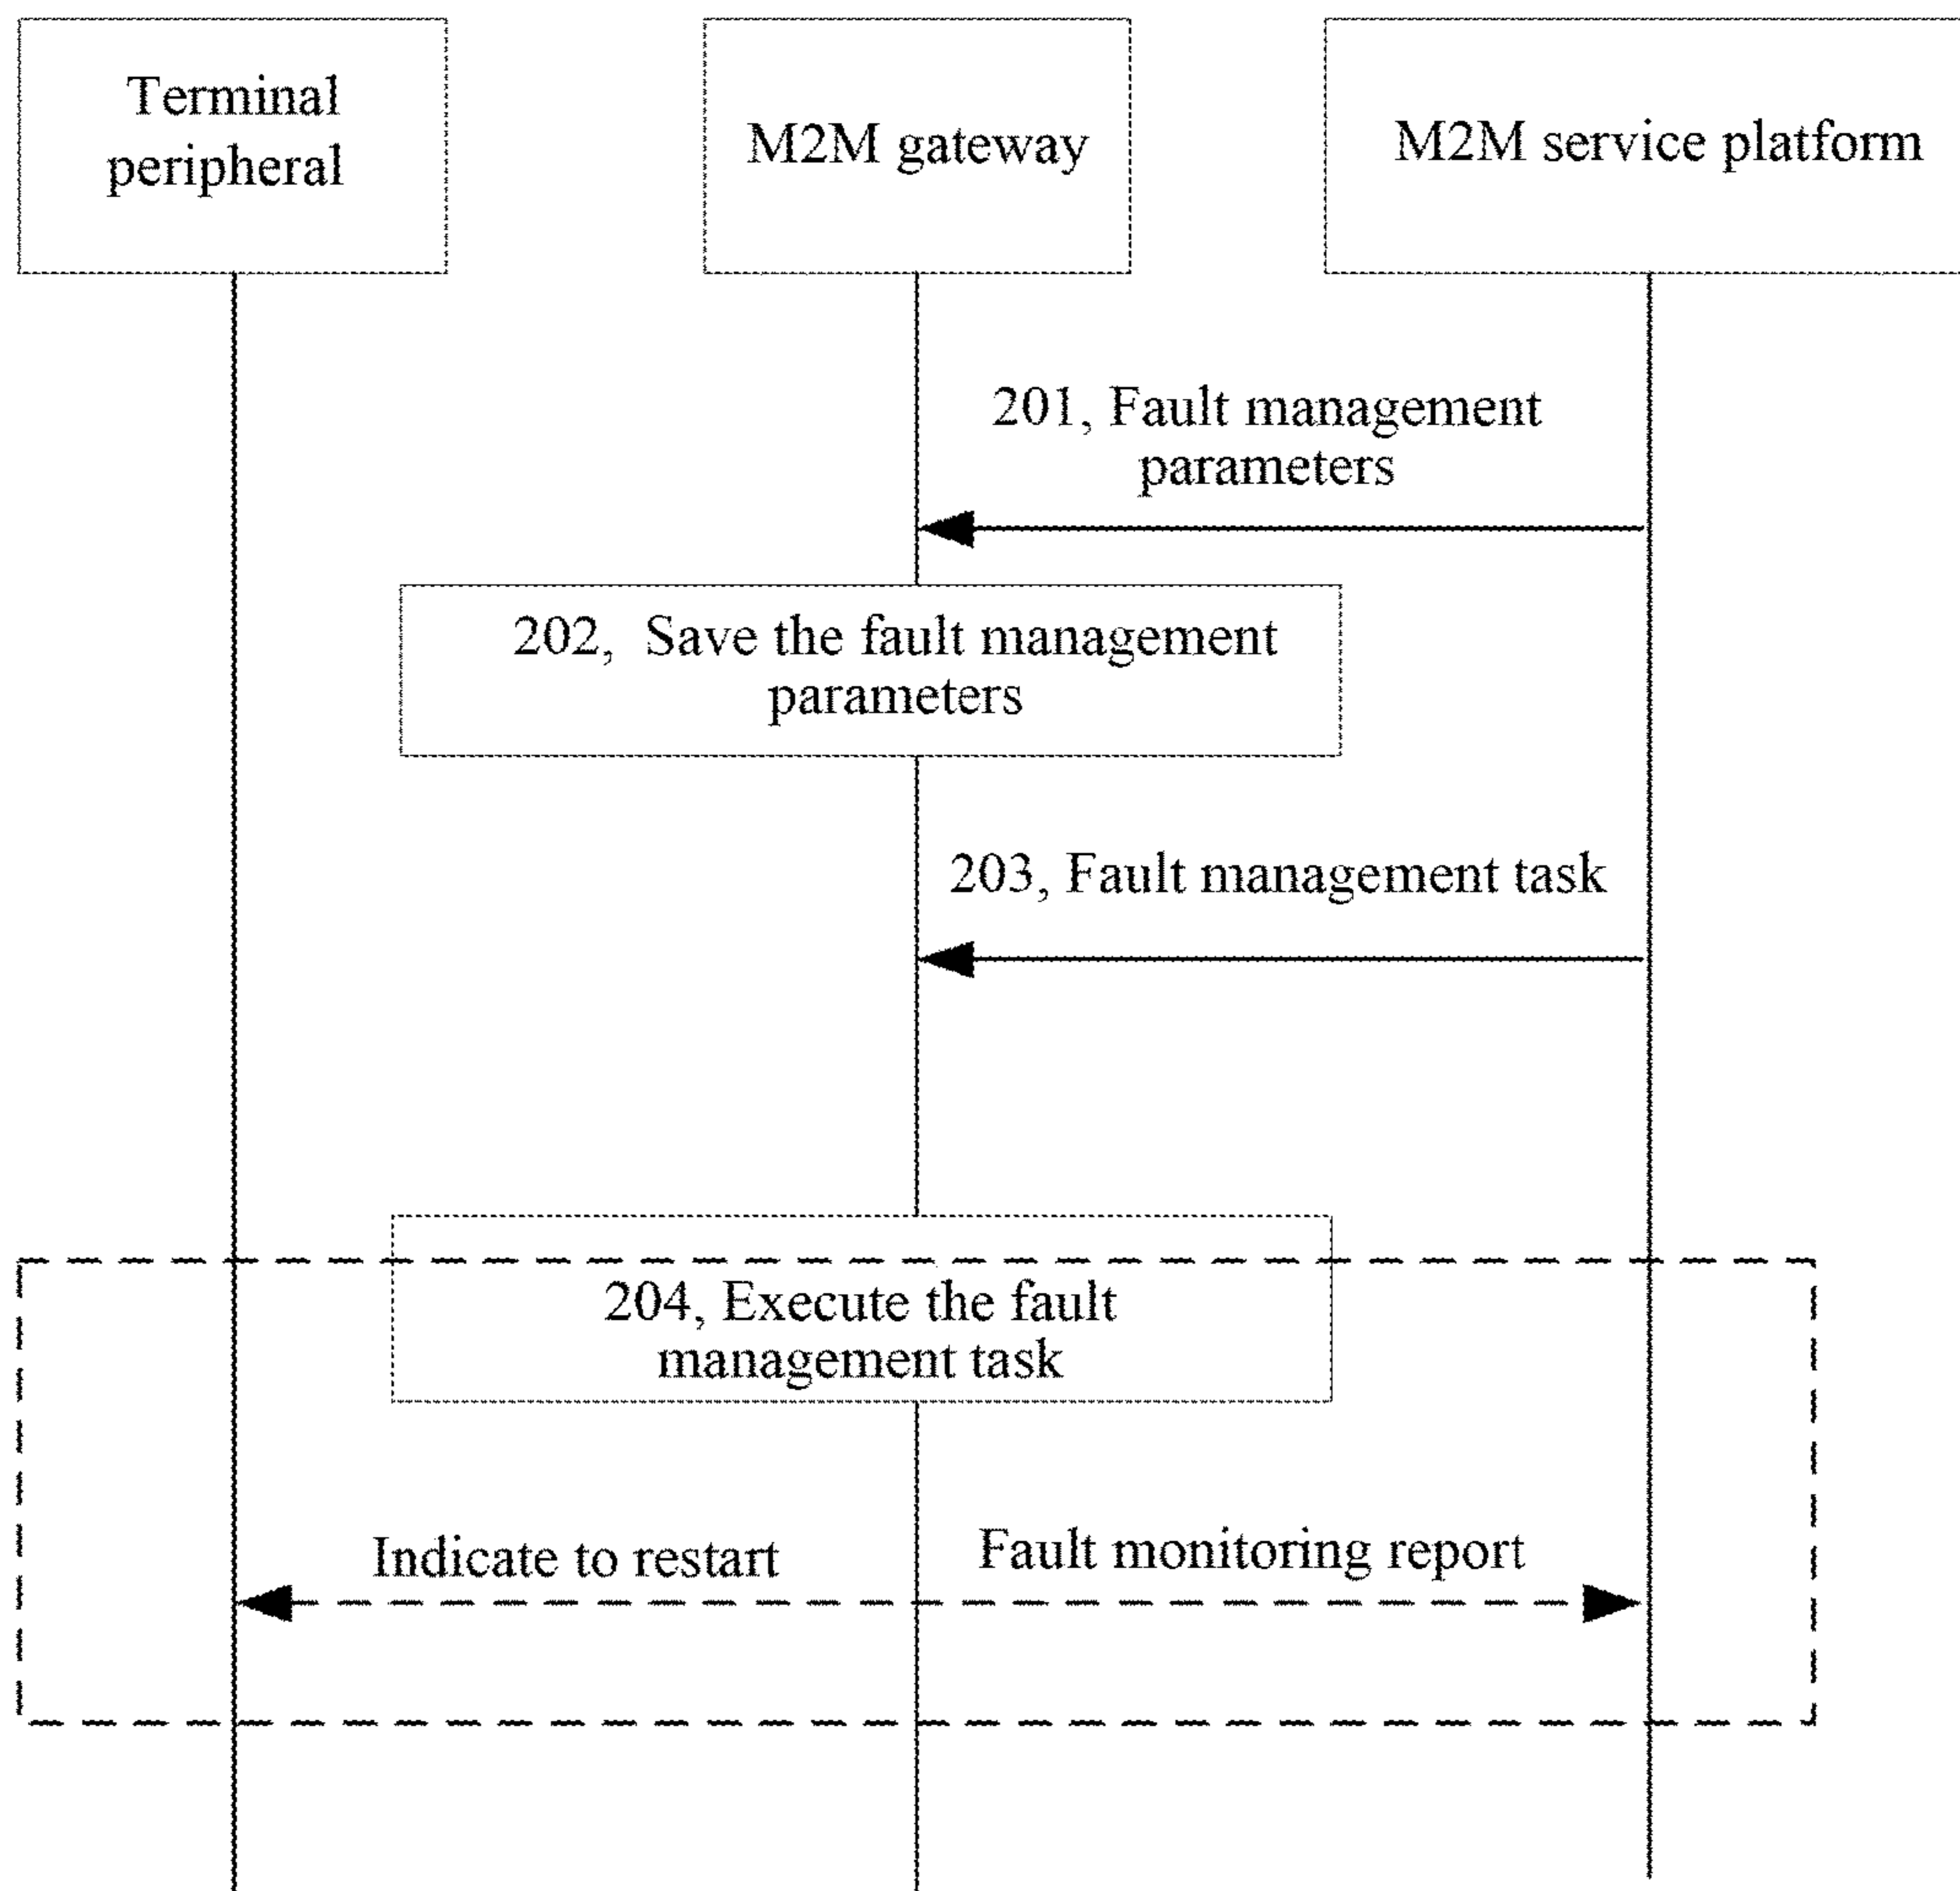 Terminal
peripheral
M2M gateway
M2M service platform
201, Fault management
parameters
202, Save the fault management
parameters
203, Fault management task
204, Execute the fault
management task
Indicate to restart
Fault monitoring report